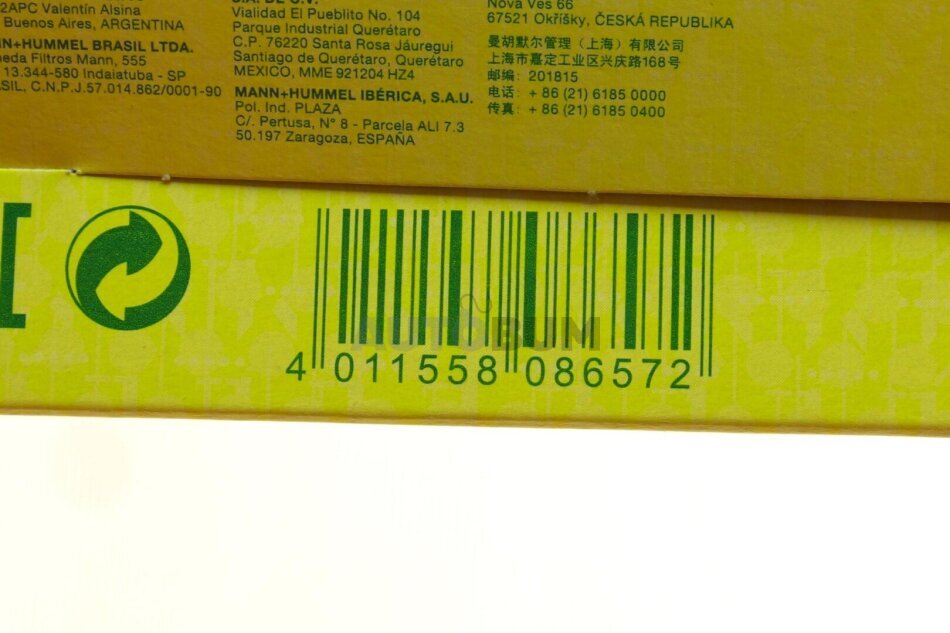 2APC Valentín Alsina
Buenos Aires, ARGENTINA
NN+HUMMEL BRASIL LTDA.
Filtros Mann, 555
13.344-580 Indaiatuba - SP
SIL, C.N.P.J.57.014.862/0001-90
S.A. DE C.V.
Vialidad El Pueblito No. 104
Parque Industrial Querétaro
C.P. 76220 Santa Rosa Jáuregui
Santiago de Querétaro, Querétaro
MEXICO, MME 921204 HZ4
MANN+HUMMEL IBÉRICA, S.A.U.
Pol. Ind. PLAZA
C/. Pertusa, N° 8 - Parcela ALI 7.3
50.197 Zaragoza, ESPAÑA
Nová Ves 66
67521 Okříšky, ČESKÁ REPUBLIKA
曼胡默尔管理（上海）有限公司
上海市嘉定工业区兴庆路168号
邮编: 201815
电话: + 86 (21) 6185 0000
传真: + 86 (21) 6185 0400
AUTOBUM
4 011558 086572